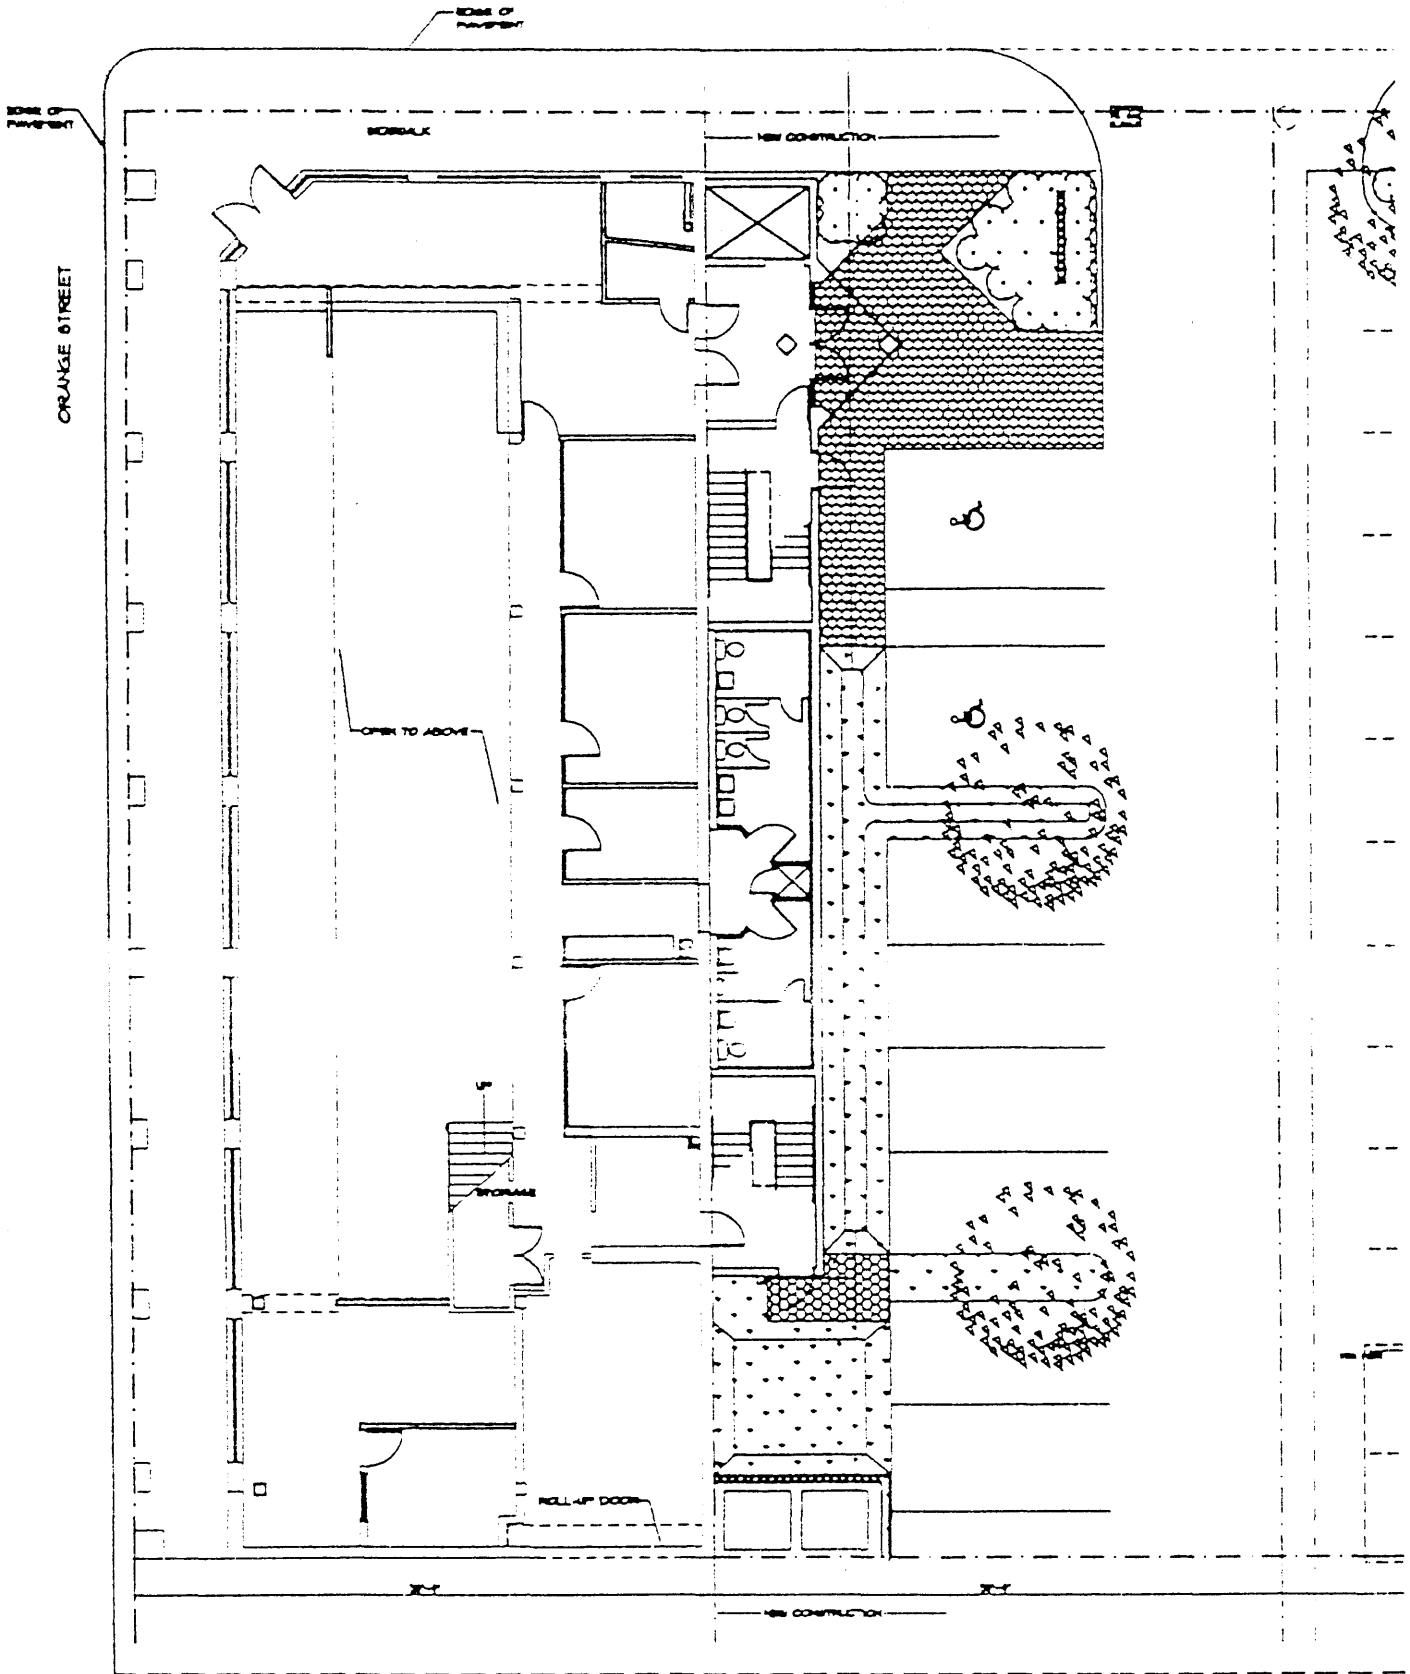 EDGE OF
PAVEMENT
EDGE OF
PAVEMENT
SIDEWALK
NEW CONSTRUCTION
ORANGE STREET
OPEN TO ABOVE
UP
STORAGE
ROLL-UP DOOR
NEW CONSTRUCTION